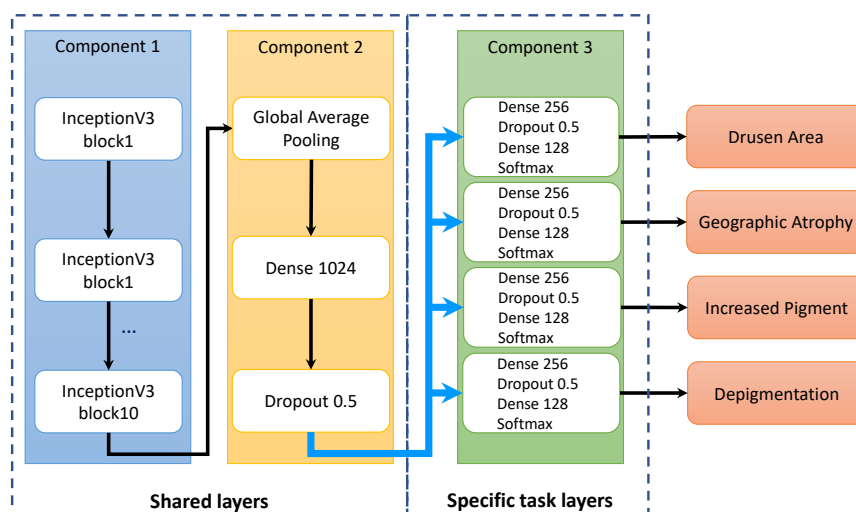 Component 1
InceptionV3
block1
InceptionV3
block1
...
InceptionV3
block10
Component 2
Global Average
Pooling
Dense 1024
Dropout 0.5
Shared layers
Component 3
Dense 256
Dropout 0.5
Dense 128
Softmax
Dense 256
Dropout 0.5
Dense 128
Softmax
Dense 256
Dropout 0.5
Dense 128
Softmax
Dense 256
Dropout 0.5
Dense 128
Softmax
Specific task layers
Drusen Area
Geographic Atrophy
Increased Pigment
Depigmentation